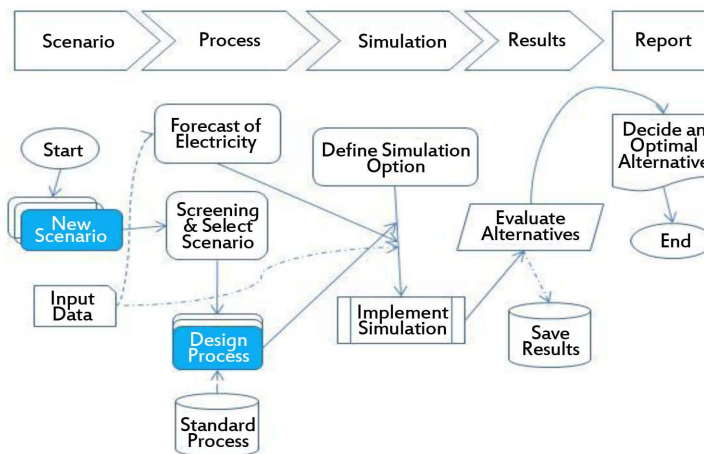 Scenario
Process
Simulation
Results
Report
Start
Forecast of
Electricity
Define Simulation
Option
Decide an
Optimal
Alternative
New
Scenario
Screening
& Select
Scenario
Evaluate
Alternatives
End
Input
Data
Implement
Simulation
Design
Process
Save
Results
Standard
Process